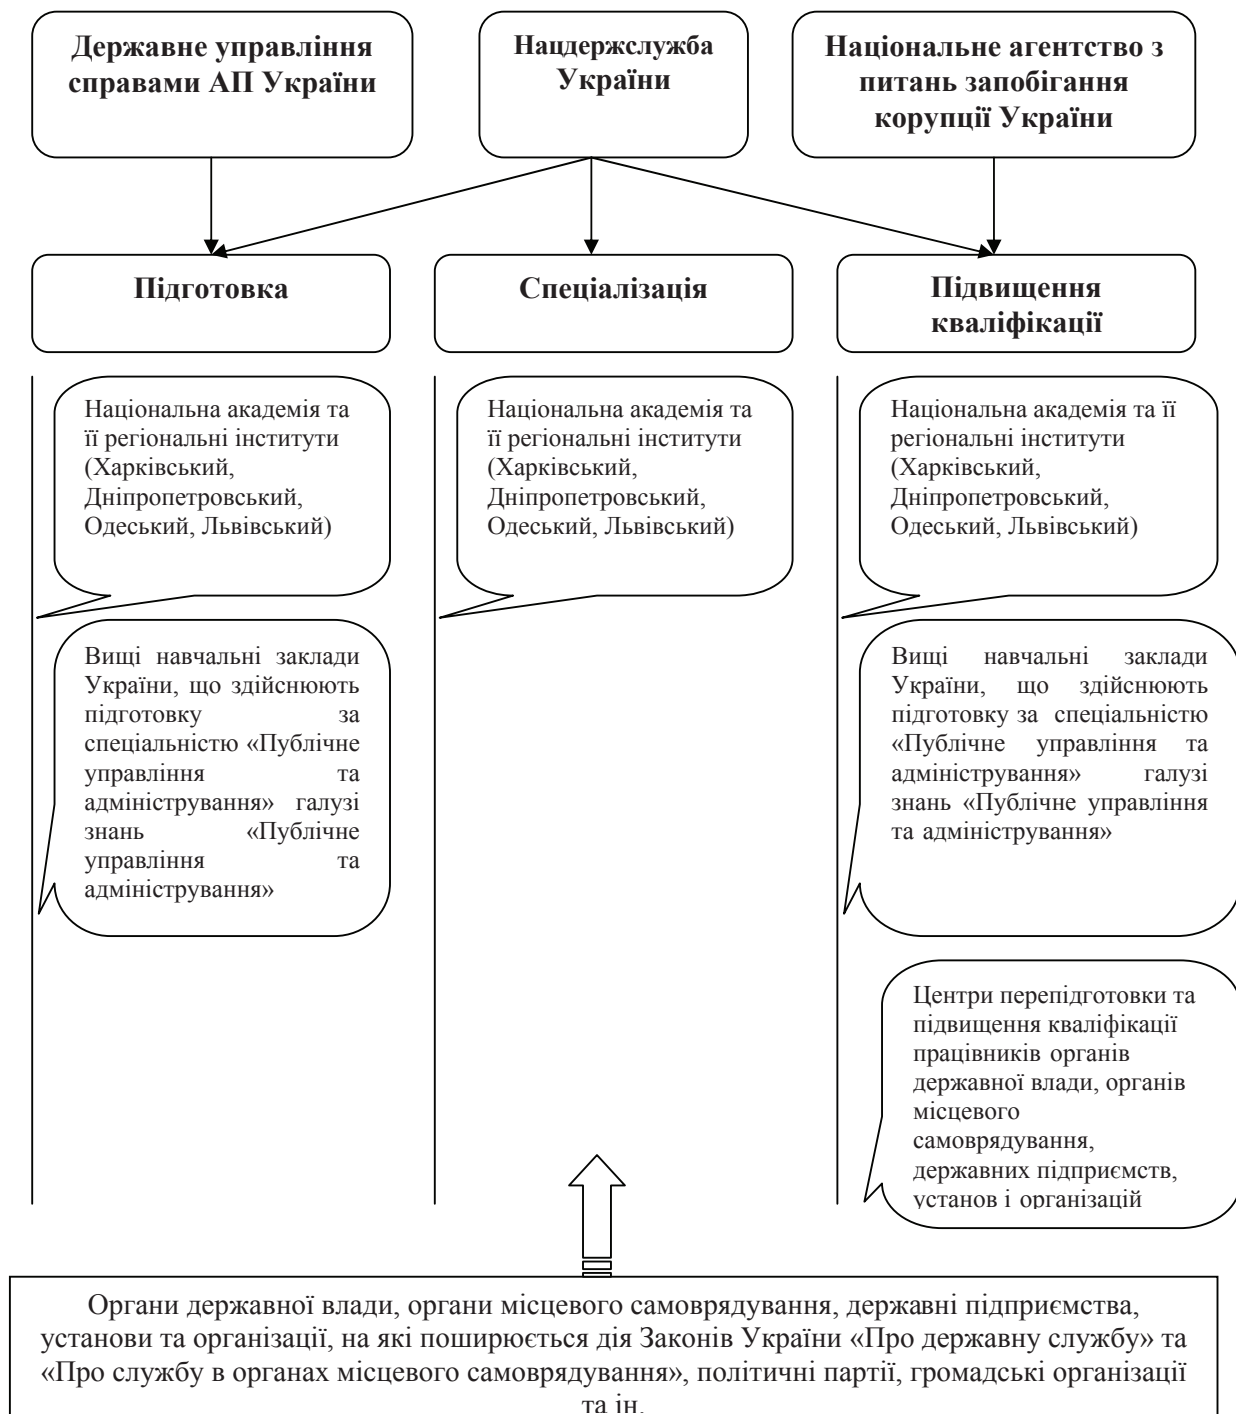 Державне управління
справами АП України
Нацдержслужба
України
Національне агентство з
питань запобігання
корупції України
Підготовка
Спеціалізація
Підвищення
кваліфікації
Національна академія та
її регіональні інститути
(Харківський,
Дніпропетровський,
Одеський, Львівський)
Національна академія та
її регіональні інститути
(Харківський,
Дніпропетровський,
Одеський, Львівський)
Національна академія та її
регіональні інститути
(Харківський,
Дніпропетровський,
Одеський, Львівський)
Вищі навчальні заклади
України, що здійснюють
підготовку за
спеціальністю «Публічне
управління та
адміністрування» галузі
знань «Публічне
управління та
адміністрування»
Вищі навчальні заклади
України, що здійснюють
підготовку за спеціальністю
«Публічне управління та
адміністрування» галузі
знань «Публічне управління
та адміністрування»
Центри перепідготовки та
підвищення кваліфікації
працівників органів
державної влади, органів
місцевого
самоврядування,
державних підприємств,
установ і організацій
Органи державної влади, органи місцевого самоврядування, державні підприємства,
установи та організації, на які поширюється дія Законів України «Про державну службу» та
«Про службу в органах місцевого самоврядування», політичні партії, громадські організації
та ін.